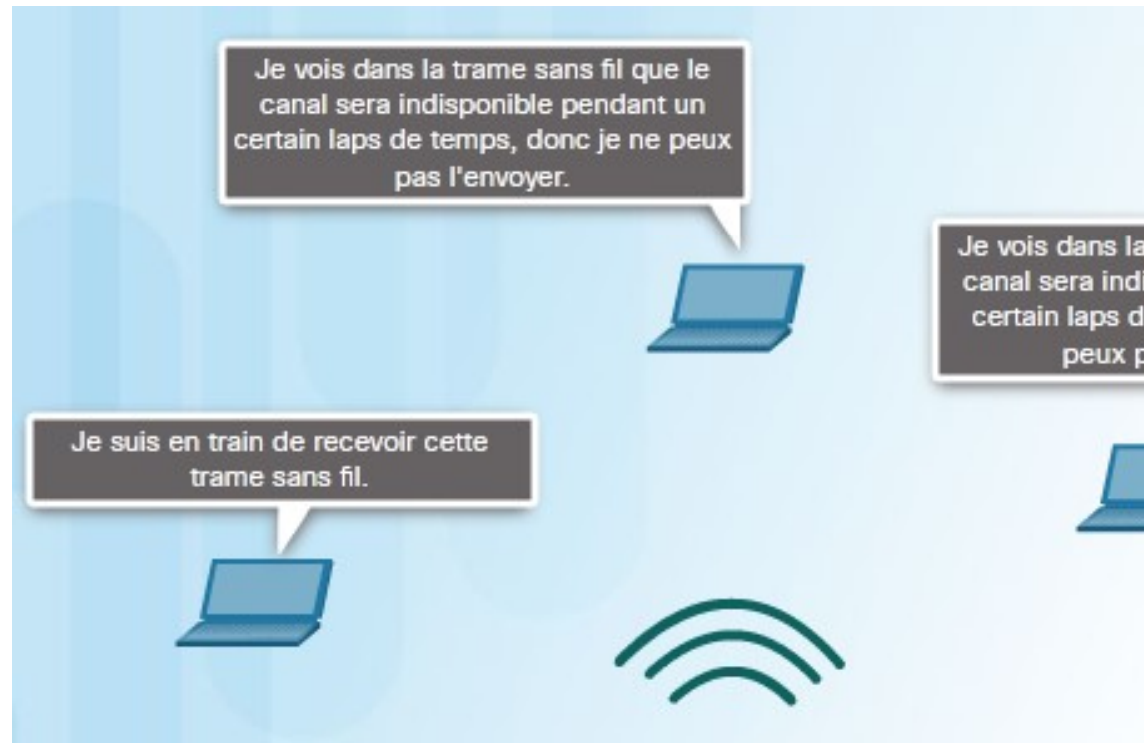 Je vois dans la trame sans fil que le
canal sera indisponible pendant un
certain laps de temps, donc je ne peux
pas l'envoyer.
Je vois dans la
canal sera
certain laps
peux
Je suis en train de recevoir cette
trame sans fil.